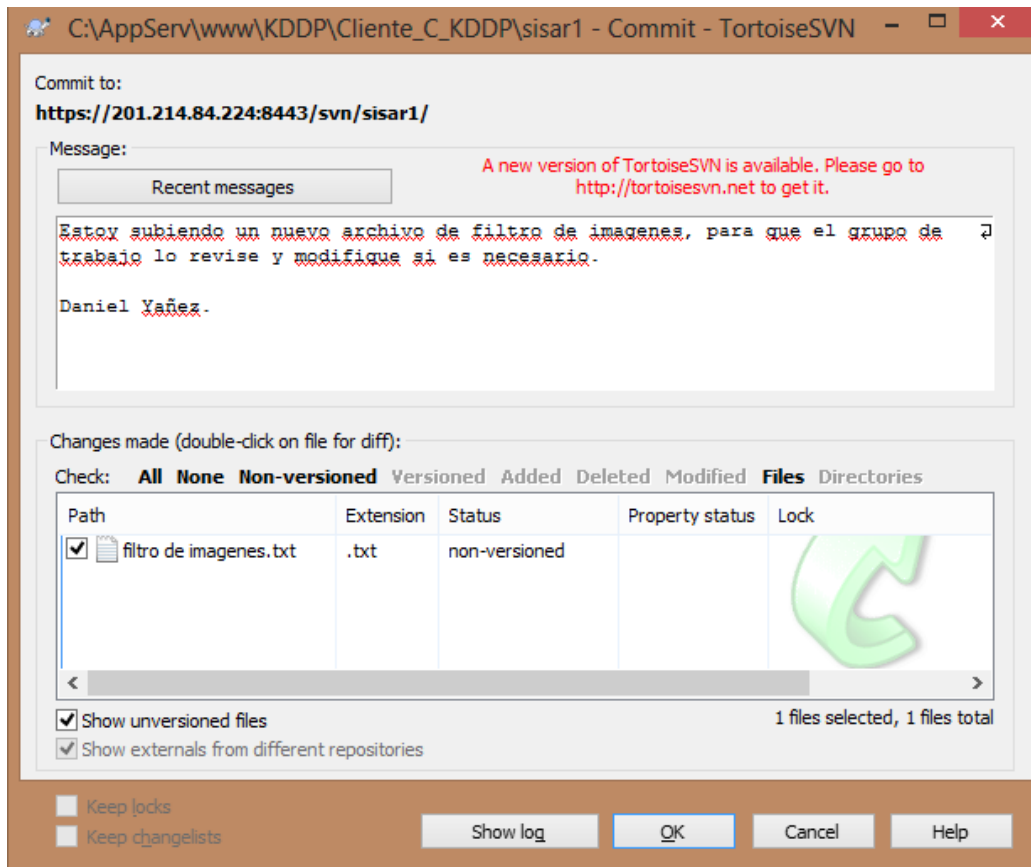 C:\AppServ\www\KDDP\Cliente_C_KDDP\sisar1 - Commit - TortoiseSVN
Commit to:
https://201.214.84.224:8443/svn/sisar1/
Message:
Recent messages
A new version of TortoiseSVN is available. Please go to
http://tortoisesvn.net to get it.
Estoy subiendo un nuevo archivo de filtro de imagenes, para que el grupo de
trabajo lo revise y modifique si es necesario.
Daniel Yañez.
Changes made (double-click on file for diff):
Check: All None Non-versioned Versioned Added Deleted Modified Files Directories
Path Extension Status Property status Lock
filtro de imagenes.txt .txt non-versioned
Show unversioned files
1 files selected, 1 files total
Show externals from different repositories
Keep locks
Keep changelists
Show log OK Cancel Help